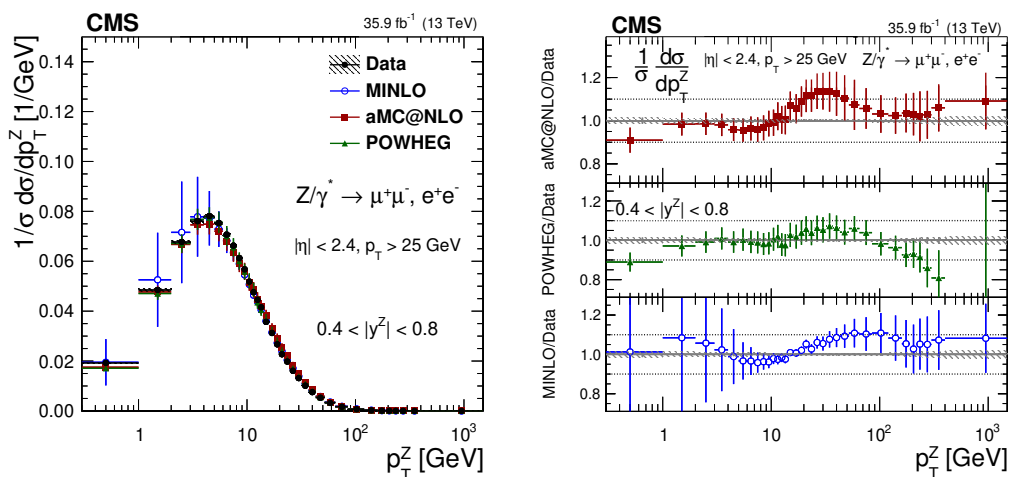 CMS
35.9 fb⁻¹ (13 TeV)
1/σ dσ/dp_T^Z [1/GeV]
0.14
0.12
0.10
0.08
0.06
0.04
0.02
0.00
Data
MINLO
aMC@NLO
POWHEG
Z/γ* → μ⁺μ⁻, e⁺e⁻
|η| < 2.4, p_T > 25 GeV
0.4 < |y^Z| < 0.8
1 10 10² 10³
p_T^Z [GeV]
CMS
35.9 fb⁻¹ (13 TeV)
aMC@NLO/Data
1.2
1.0
0.8
1/σ dσ/dp_T^Z
|η| < 2.4, p_T > 25 GeV Z/γ* → μ⁺μ⁻, e⁺e⁻
POWHEG/Data
1.2
1.0
0.8
0.4 < |y^Z| < 0.8
MINLO/Data
1.2
1.0
0.8
1 10 10² 10³
p_T^Z [GeV]